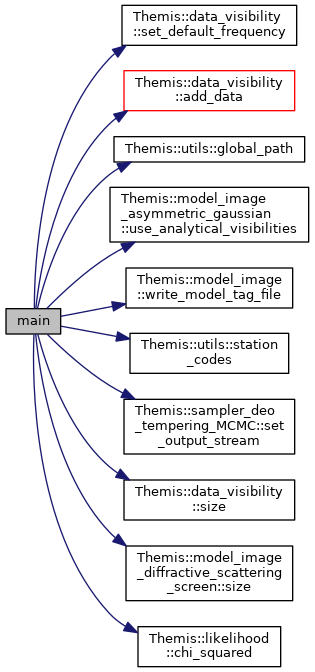 Themis::data_visibility
::set_default_frequency
Themis::data_visibility
::add_data
Themis::utils::global_path
Themis::model_image
_asymmetric_gaussian
::use_analytical_visibilities
Themis::model_image
::write_model_tag_file
main
Themis::utils::station
_codes
Themis::sampler_deo
_tempering_MCMC::set
_output_stream
Themis::data_visibility
::size
Themis::model_image
_diffractive_scattering
_screen::size
Themis::likelihood
::chi_squared